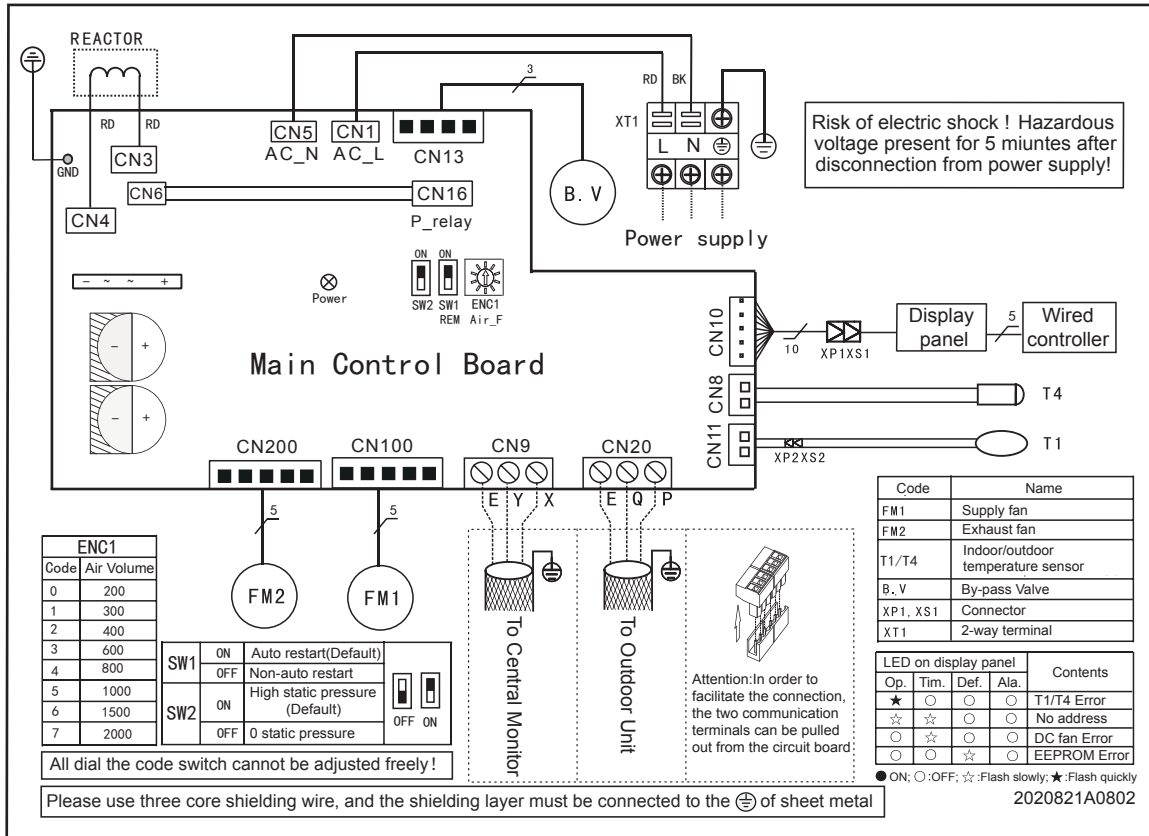 REACTOR
RD RD
GND
CN3
CN4
CN6
CN5
AC_N
CN1
AC_L
CN13
CN16
P_relay
3
B. V
RD BK
XT1
L N
Power supply
Risk of electric shock ! Hazardous
voltage present for 5 miuntes after
disconnection from power supply!
- ~ ~ +
Power
ON ON
SW2 SW1 ENC1
REM Air_F
- +
- +
Main Control Board
CN10
10
XP1XS1
Display
panel
5
Wired
controller
CN8
T4
CN11
XP2XS2
T1
CN200
CN100
CN9
E Y X
CN20
E Q P
5
FM2
5
FM1
To Central Monitor
To Outdoor Unit
Attention:In order to
facilitate the connection,
the two communication
terminals can be pulled
out from the circuit board
ENC1
Code Air Volume
0 200
1 300
2 400
3 600
4 800
5 1000
6 1500
7 2000
SW1 ON Auto restart(Default)
OFF Non-auto restart
SW2 ON High static pressure
(Default)
OFF 0 static pressure
OFF ON
All dial the code switch cannot be adjusted freely!
Please use three core shielding wire, and the shielding layer must be connected to the ⏚ of sheet metal
Code Name
FM1 Supply fan
FM2 Exhaust fan
T1/T4 Indoor/outdoor
temperature sensor
B. V By-pass Valve
XP1, XS1 Connector
XT1 2-way terminal
LED on display panel Contents
Op. Tim. Def. Ala.
★ ○ ○ ○ T1/T4 Error
☆ ☆ ○ ○ No address
○ ☆ ○ ○ DC fan Error
○ ○ ☆ ○ EEPROM Error
● ON; ○ :OFF; ☆ :Flash slowly; ★ :Flash quickly
2020821A0802